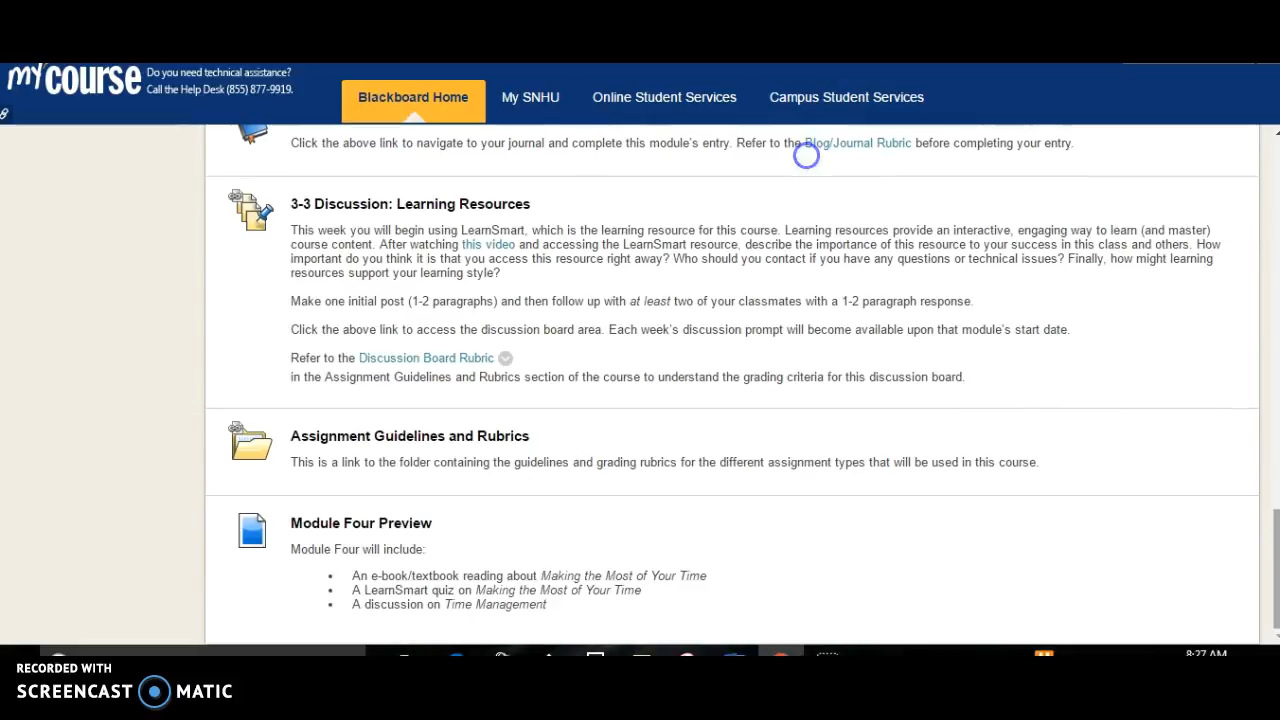 mycourse
Do you need technical assistance?
Call the Help Desk (855) 877-9919.
Blackboard Home
My SNHU
Online Student Services
Campus Student Services
Click the above link to navigate to your journal and complete this module's entry. Refer to the Blog/Journal Rubric before completing your entry.
3-3 Discussion: Learning Resources
This week you will begin using LearnSmart, which is the learning resource for this course. Learning resources provide an interactive, engaging way to learn (and master)
course content. After watching this video and accessing the LearnSmart resource, describe the importance of this resource to your success in this class and others. How
important do you think it is that you access this resource right away? Who should you contact if you have any questions or technical issues? Finally, how might learning
resources support your learning style?
Make one initial post (1-2 paragraphs) and then follow up with at least two of your classmates with a 1-2 paragraph response.
Click the above link to access the discussion board area. Each week's discussion prompt will become available upon that module's start date.
Refer to the Discussion Board Rubric
in the Assignment Guidelines and Rubrics section of the course to understand the grading criteria for this discussion board.
Assignment Guidelines and Rubrics
This is a link to the folder containing the guidelines and grading rubrics for the different assignment types that will be used in this course.
Module Four Preview
Module Four will include:
• An e-book/textbook reading about Making the Most of Your Time
• A LearnSmart quiz on Making the Most of Your Time
• A discussion on Time Management
8:27 AM
RECORDED WITH
SCREENCAST MATIC